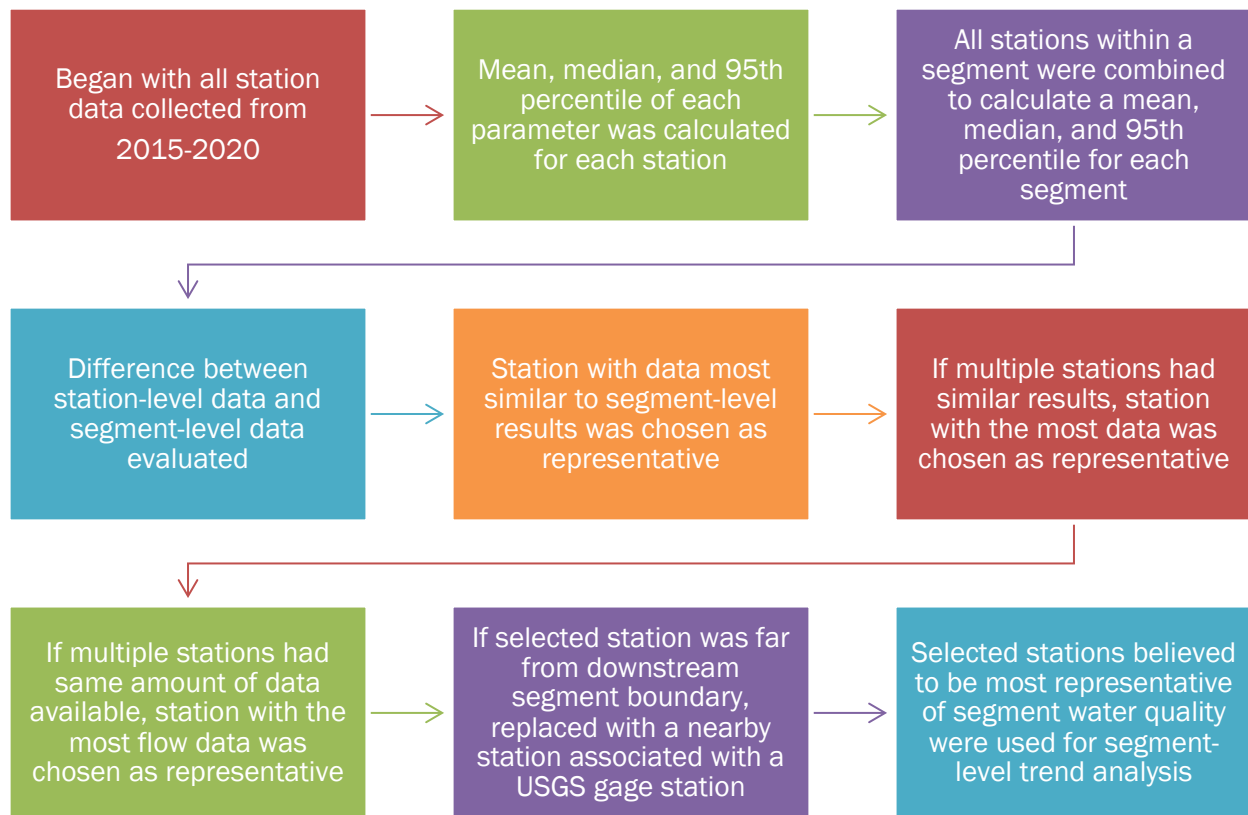 Began with all station
data collected from
2015-2020
Mean, median, and 95th
percentile of each
parameter was calculated
for each station
All stations within a
segment were combined
to calculate a mean,
median, and 95th
percentile for each
segment
Difference between
station-level data and
segment-level data
evaluated
Station with data most
similar to segment-level
results was chosen as
representative
If multiple stations had
similar results, station
with the most data was
chosen as representative
If multiple stations had
same amount of data
available, station with the
most flow data was
chosen as representative
If selected station was far
from downstream
segment boundary,
replaced with a nearby
station associated with a
USGS gage station
Selected stations believed
to be most representative
of segment water quality
were used for segment-
level trend analysis